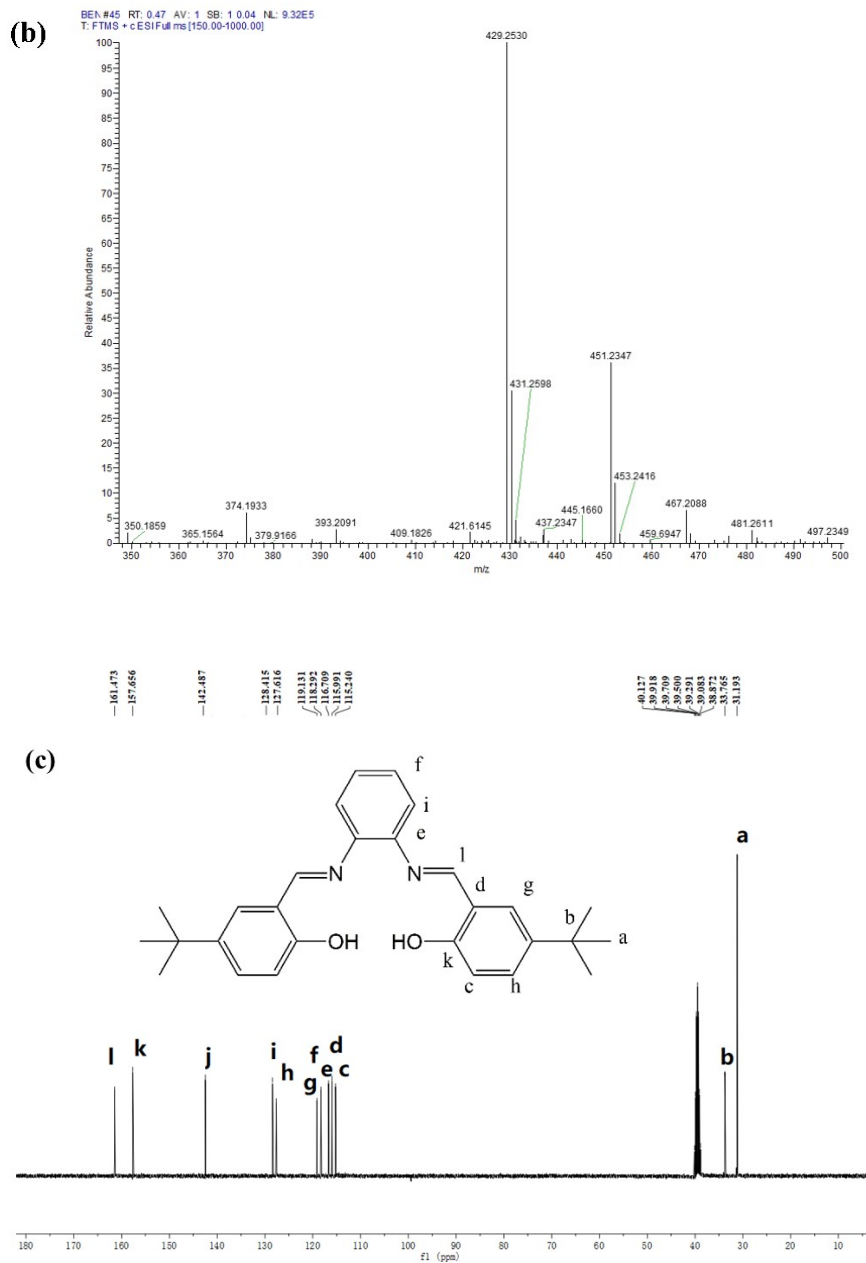 (b)
BEN #45 RT: 0.47 AV: 1 SB: 1 0.04 NL: 9.32E5
T: FTMS + c ESI Full ms [150.00-1000.00]
429.2530
100
95
90
85
80
75
70
65
60
55
50
45
40
35
30
25
20
15
10
5
0
Relative Abundance
451.2347
431.2598
453.2416
374.1933
467.2088
445.1660
350.1859
393.2091
421.6145
437.2347
481.2611
365.1564
379.9166
409.1826
459.6947
497.2349
350 360 370 380 390 400 410 420 430 440 450 460 470 480 490 500
m/z
161.473
157.656
142.487
128.415
127.616
119.131
118.292
116.709
115.991
115.240
40.127
39.918
39.709
39.500
39.291
39.083
38.872
33.765
31.193
(c)
f
i
e
N N l
d g
b
a
OH HO
k
c h
a
l k j i h g f e d c b
180 170 160 150 140 130 120 110 100 90 80 70 60 50 40 30 20 10
f1 (ppm)